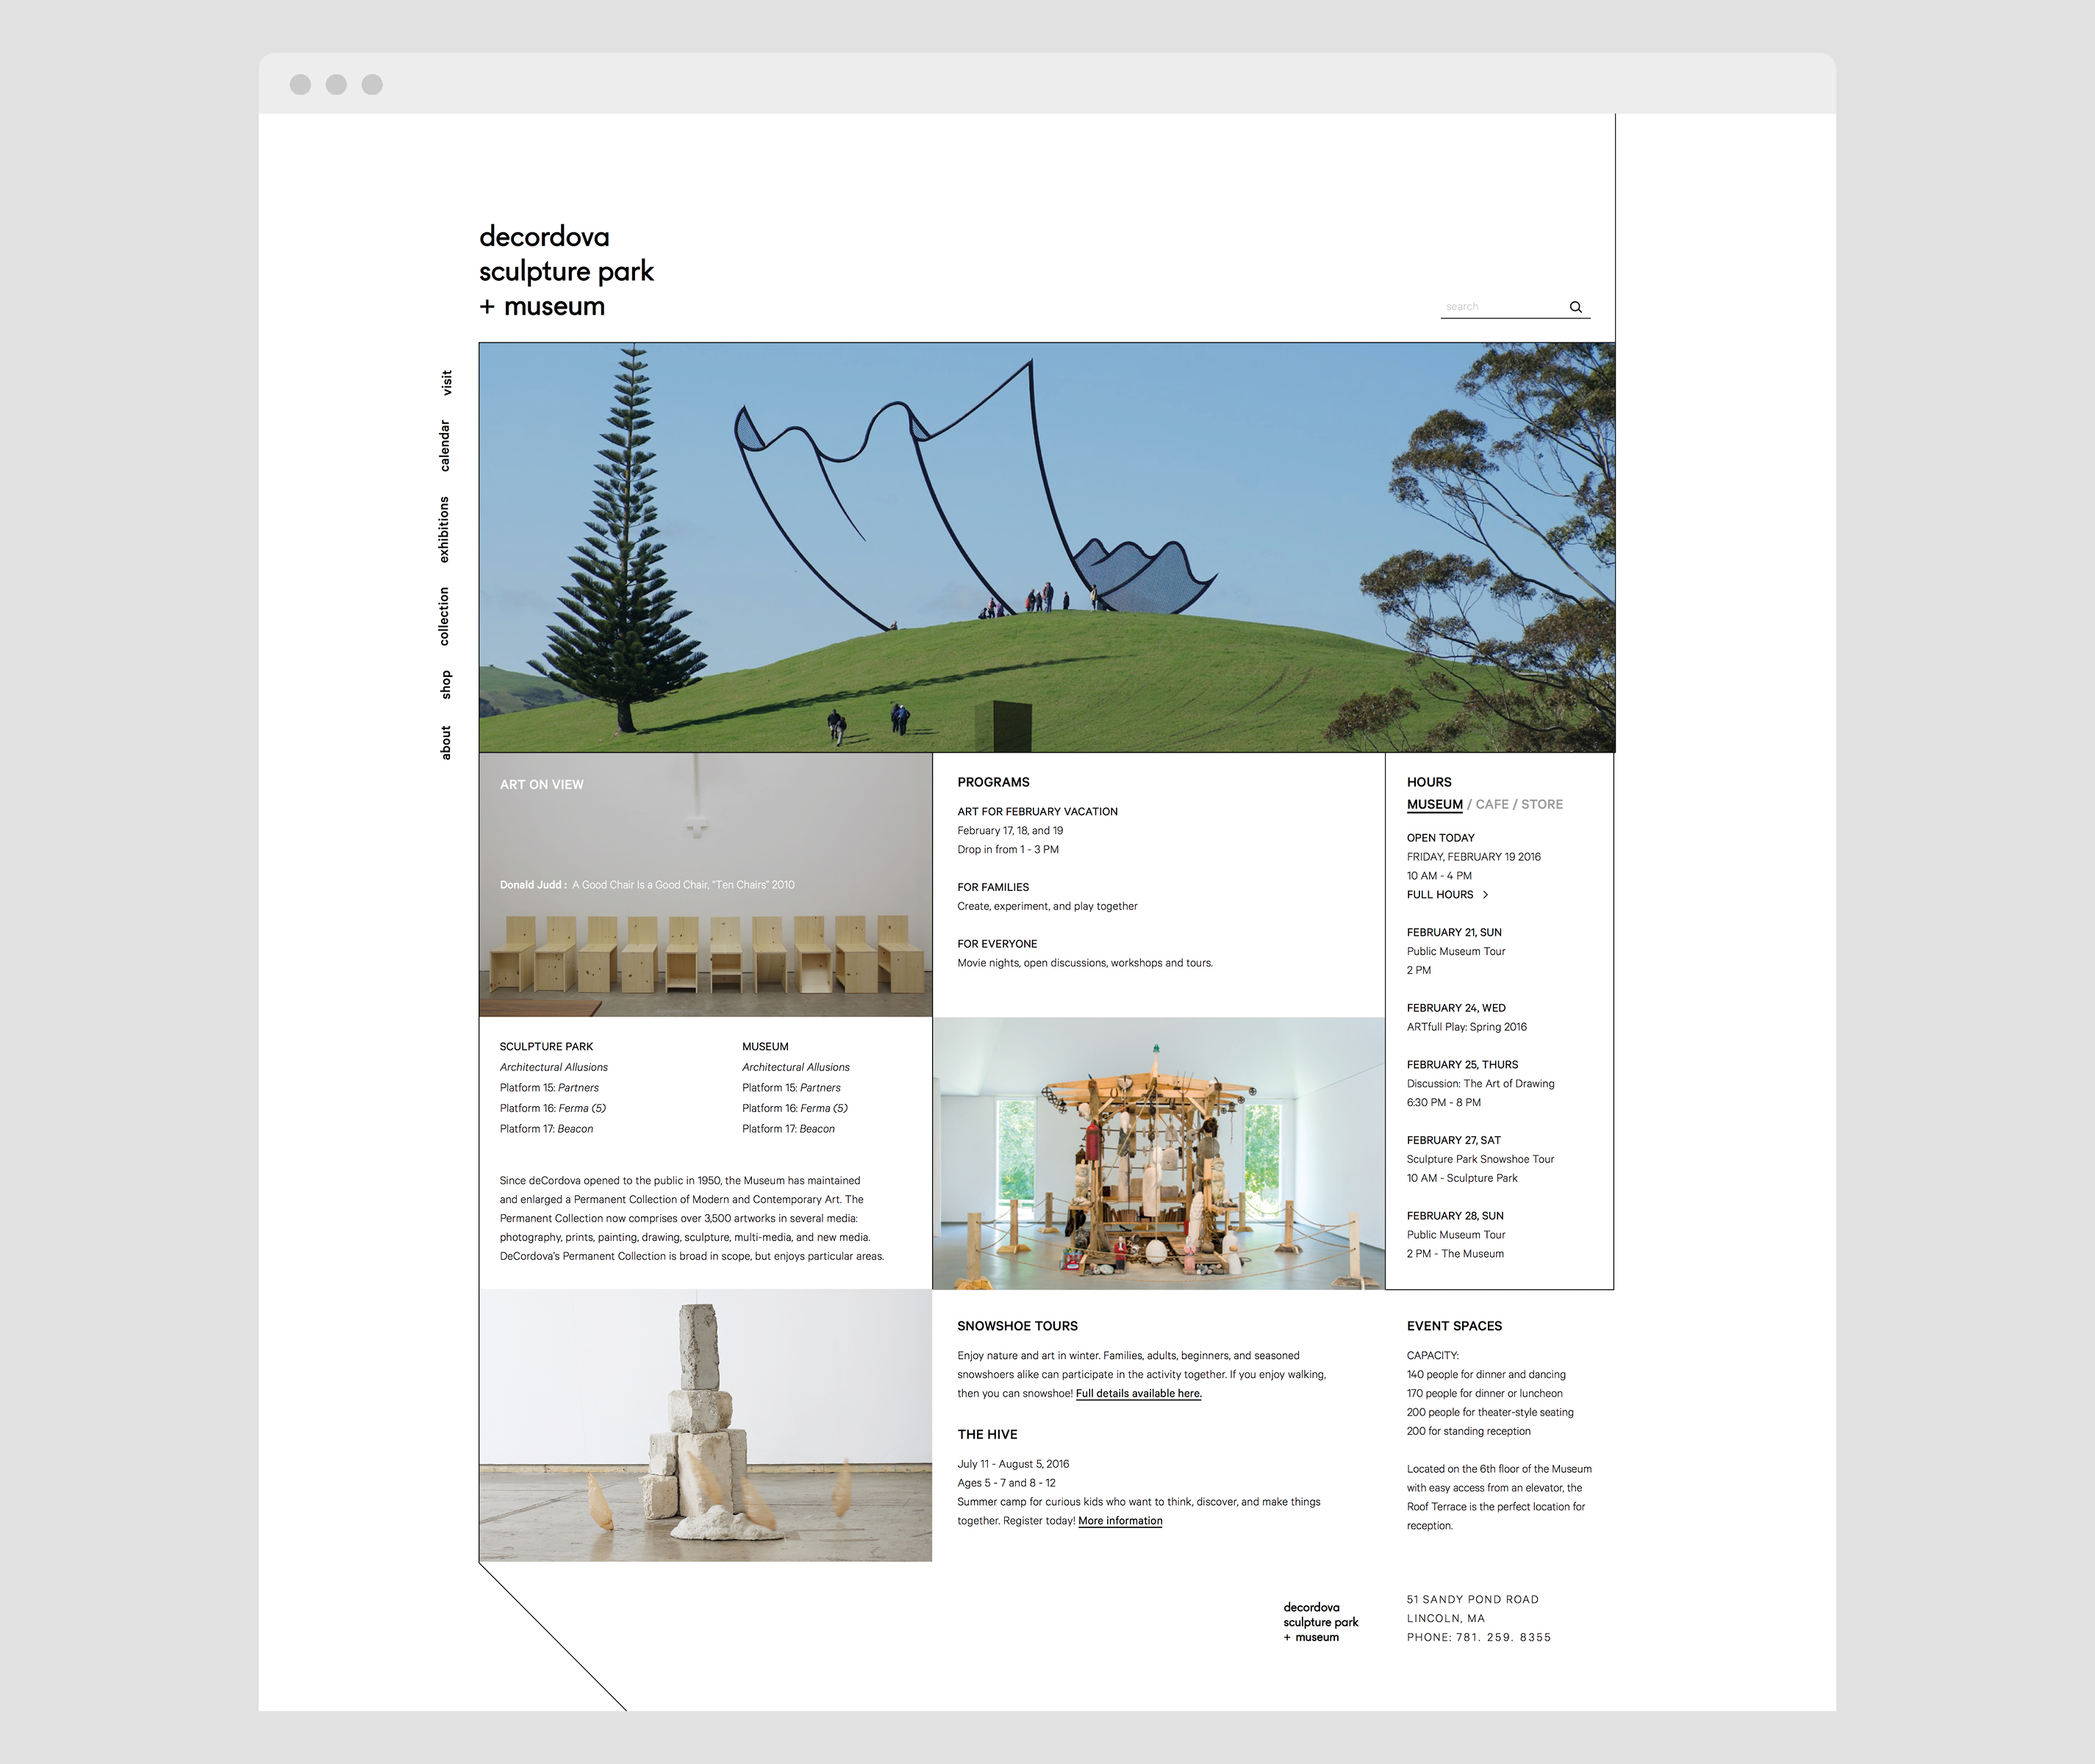 decordova
sculpture park
+ museum
search
visit
calendar
exhibitions
collection
shop
about
ART ON VIEW
Donald Judd : A Good Chair Is a Good Chair, "Ten Chairs" 2010
SCULPTURE PARK
Architectural Allusions
Platform 15: Partners
Platform 16: Ferma (5)
Platform 17: Beacon
MUSEUM
Architectural Allusions
Platform 15: Partners
Platform 16: Ferma (5)
Platform 17: Beacon
Since deCordova opened to the public in 1950, the Museum has maintained
and enlarged a Permanent Collection of Modern and Contemporary Art. The
Permanent Collection now comprises over 3,500 artworks in several media:
photography, prints, painting, drawing, sculpture, multi-media, and new media.
DeCordova's Permanent Collection is broad in scope, but enjoys particular areas.
PROGRAMS
ART FOR FEBRUARY VACATION
February 17, 18, and 19
Drop in from 1 - 3 PM
FOR FAMILIES
Create, experiment, and play together
FOR EVERYONE
Movie nights, open discussions, workshops and tours.
HOURS
MUSEUM / CAFE / STORE
OPEN TODAY
FRIDAY, FEBRUARY 19 2016
10 AM - 4 PM
FULL HOURS >
FEBRUARY 21, SUN
Public Museum Tour
2 PM
FEBRUARY 24, WED
ARTfull Play: Spring 2016
FEBRUARY 25, THURS
Discussion: The Art of Drawing
6:30 PM - 8 PM
FEBRUARY 27, SAT
Sculpture Park Snowshoe Tour
10 AM - Sculpture Park
FEBRUARY 28, SUN
Public Museum Tour
2 PM - The Museum
SNOWSHOE TOURS
Enjoy nature and art in winter. Families, adults, beginners, and seasoned
snowshoers alike can participate in the activity together. If you enjoy walking,
then you can snowshoe! Full details available here.
THE HIVE
July 11 - August 5, 2016
Ages 5 - 7 and 8 - 12
Summer camp for curious kids who want to think, discover, and make things
together. Register today! More information
EVENT SPACES
CAPACITY:
140 people for dinner and dancing
170 people for dinner or luncheon
200 people for theater-style seating
200 for standing reception
Located on the 6th floor of the Museum
with easy access from an elevator, the
Roof Terrace is the perfect location for
reception.
decordova
sculpture park
+ museum
51 SANDY POND ROAD
LINCOLN, MA
PHONE: 781. 259. 8355